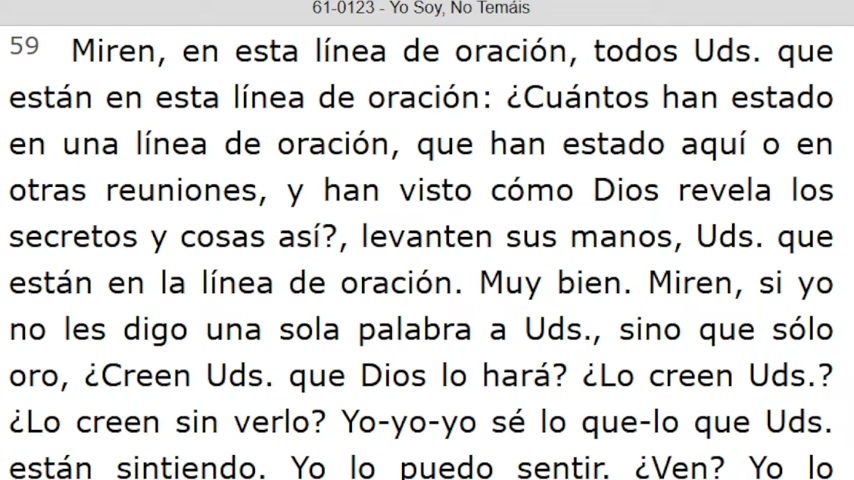 61-0123 - Yo Soy, No Temáis
59 Miren, en esta línea de oración, todos Uds. que
están en esta línea de oración: ¿Cuántos han estado
en una línea de oración, que han estado aquí o en
otras reuniones, y han visto cómo Dios revela los
secretos y cosas así?, levanten sus manos, Uds. que
están en la línea de oración. Muy bien. Miren, si yo
no les digo una sola palabra a Uds., sino que sólo
oro, ¿Creen Uds. que Dios lo hará? ¿Lo creen Uds.?
¿Lo creen sin verlo? Yo-yo-yo sé lo que-lo que Uds.
están sintiendo. Yo lo puedo sentir. ¿Ven? Yo lo